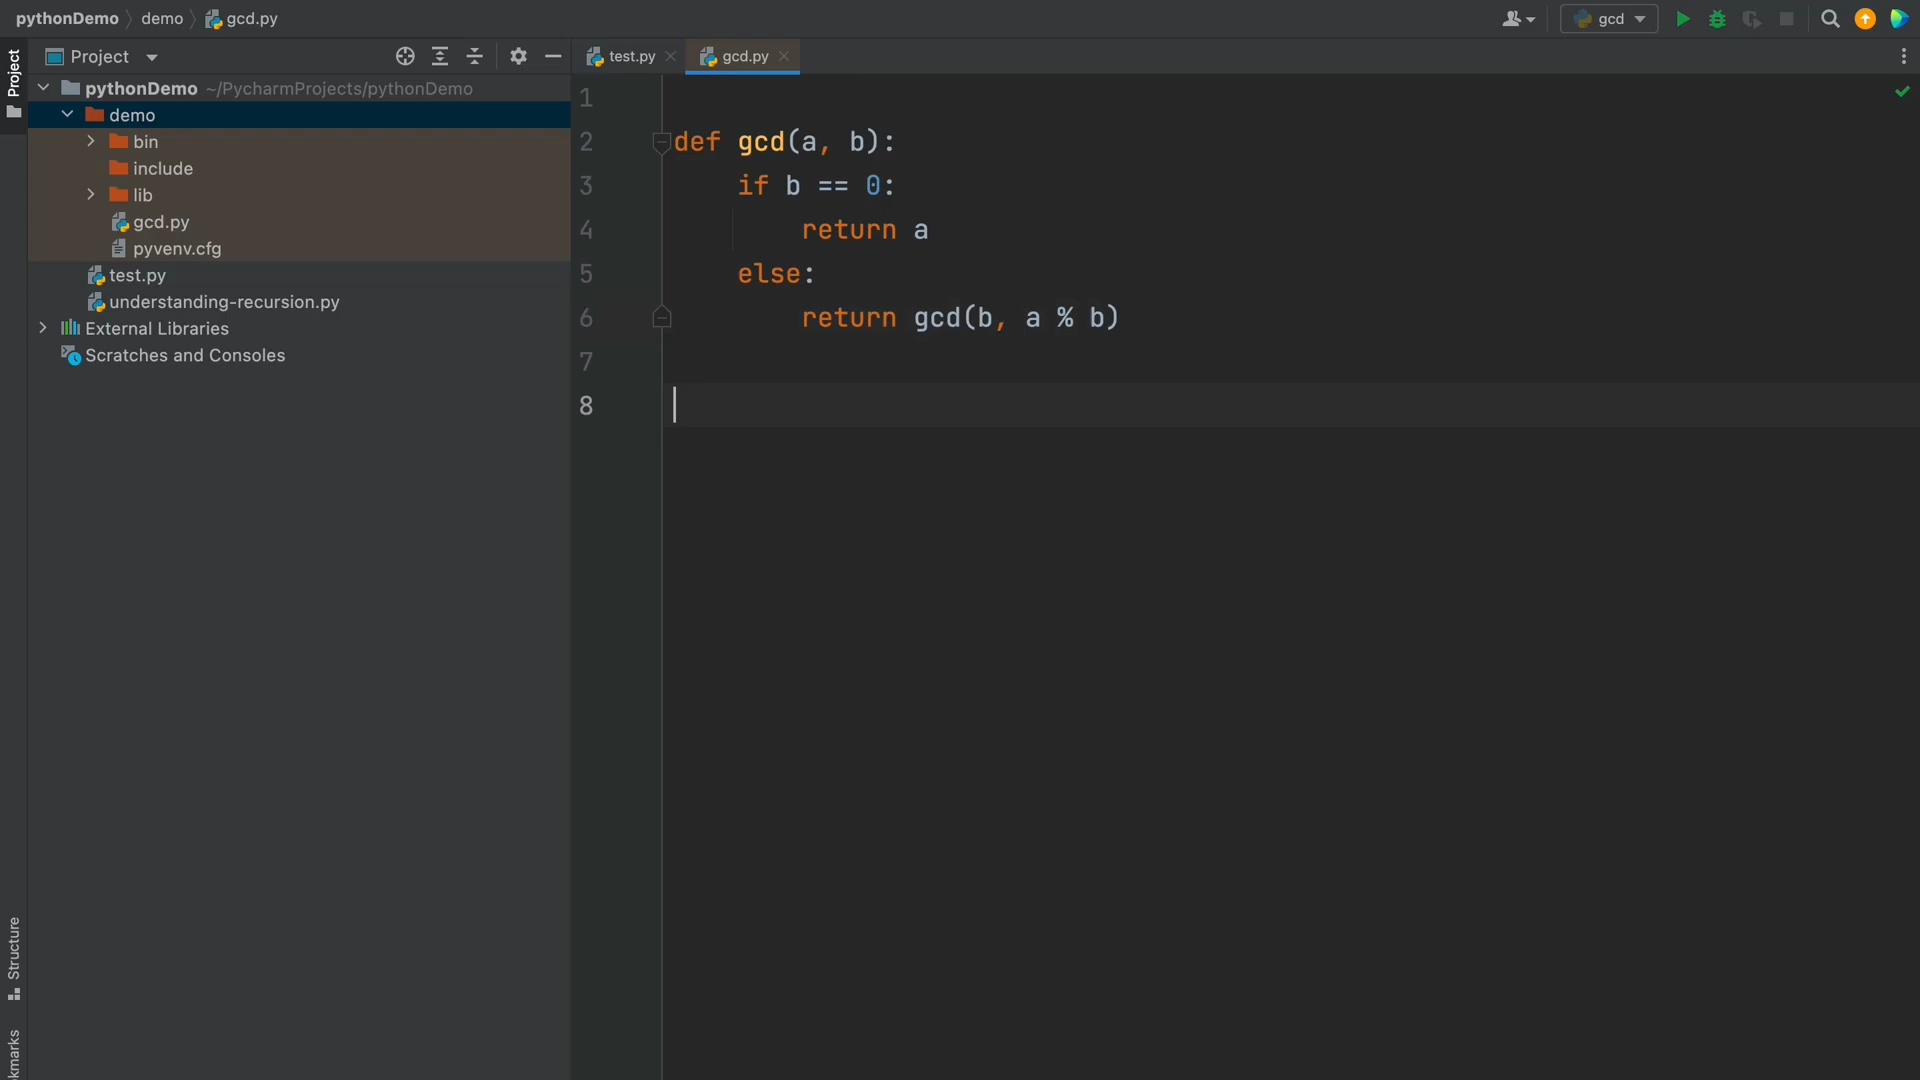 pythonDemo demo gcd.py
gcd
Project
Project
test.py
gcd.py
pythonDemo ~/PycharmProjects/pythonDemo
demo
bin
include
lib
gcd.py
pyvenv.cfg
test.py
understanding-recursion.py
External Libraries
Scratches and Consoles
1
2 def gcd(a, b):
3 if b == 0:
4 return a
5 else:
6 return gcd(b, a % b)
7
8
Structure
kmarks